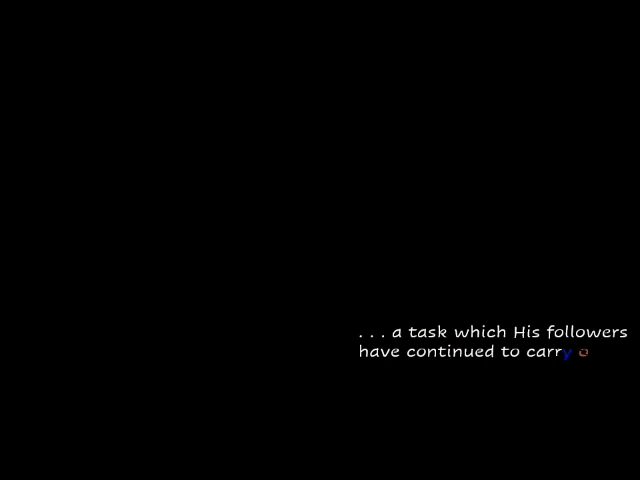 . . . a task which His followers
have continued to carry o